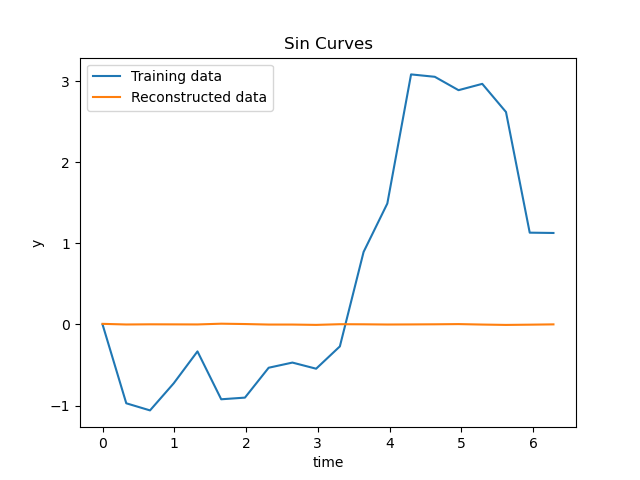 Sin Curves
Training data
Reconstructed data
3
2
1
0
−1
y
0 1 2 3 4 5 6
time